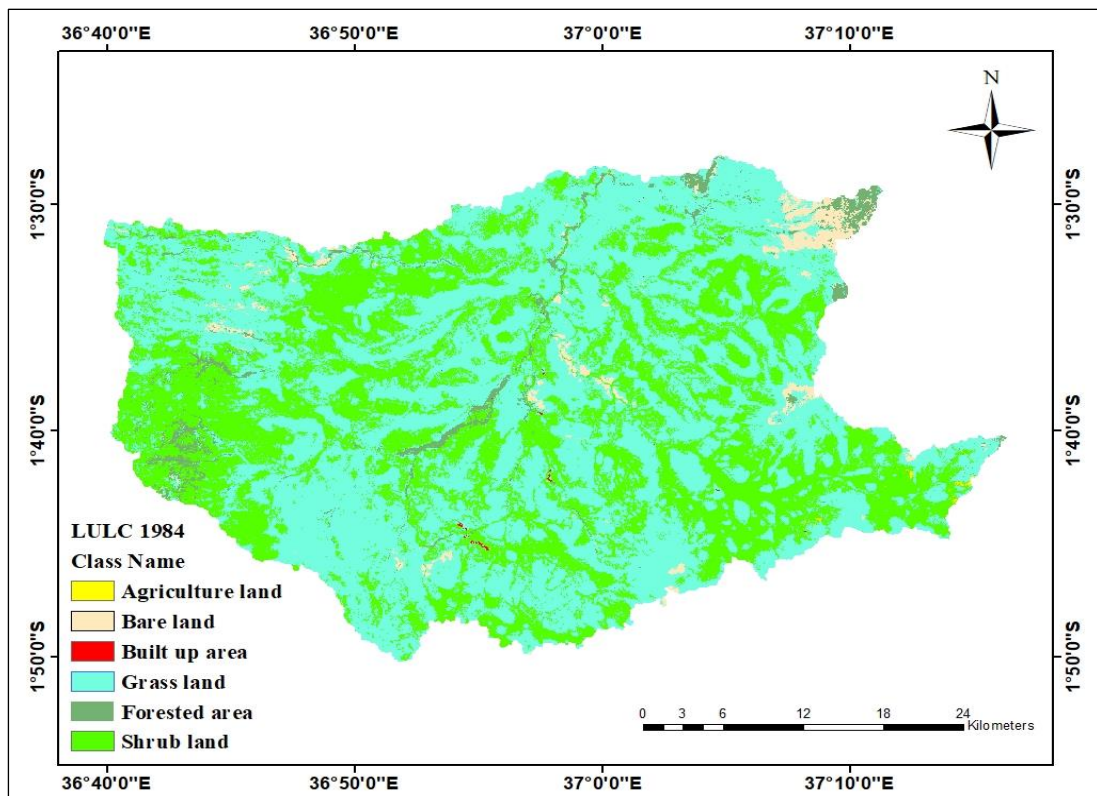 36°40'0"E 36°50'0"E 37°0'0"E 37°10'0"E
N
1°30'0"S 1°30'0"S
1°40'0"S 1°40'0"S
1°50'0"S 1°50'0"S
LULC 1984
Class Name
Agriculture land
Bare land
Built up area
Grass land
Forested area
Shrub land
0 3 6 12 18 24
Kilometers
36°40'0"E 36°50'0"E 37°0'0"E 37°10'0"E